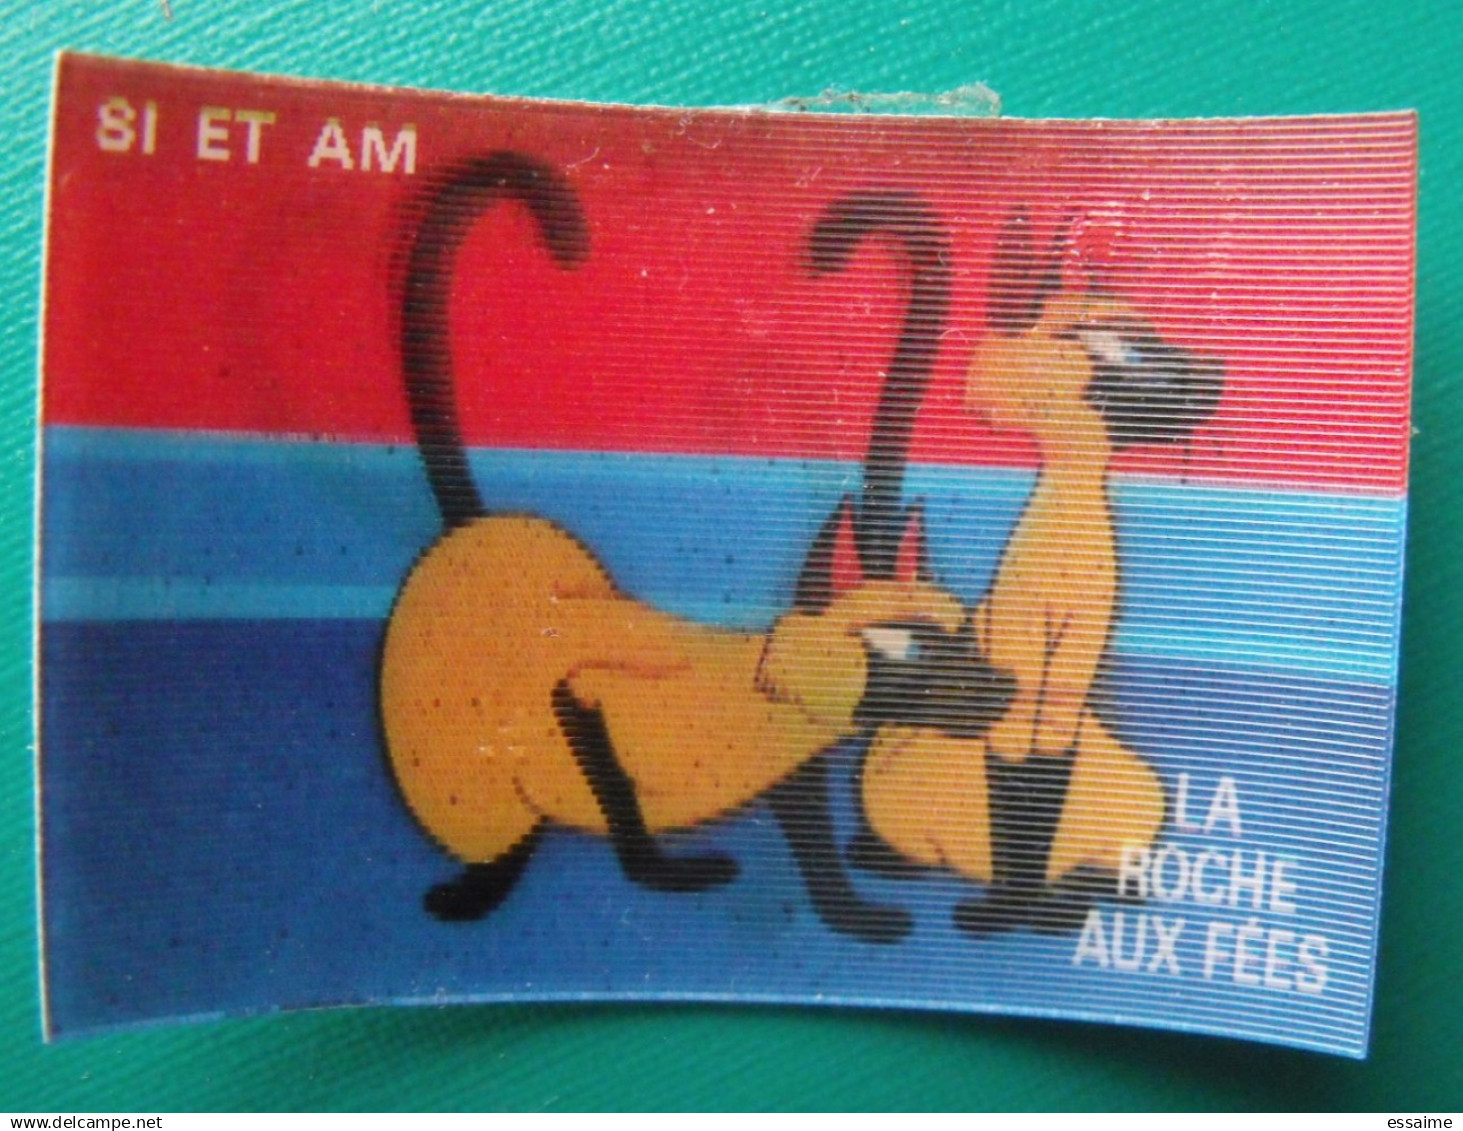 SI ET AM
LA
ROCHE
AUX FÉES
delcampe.net
essaime